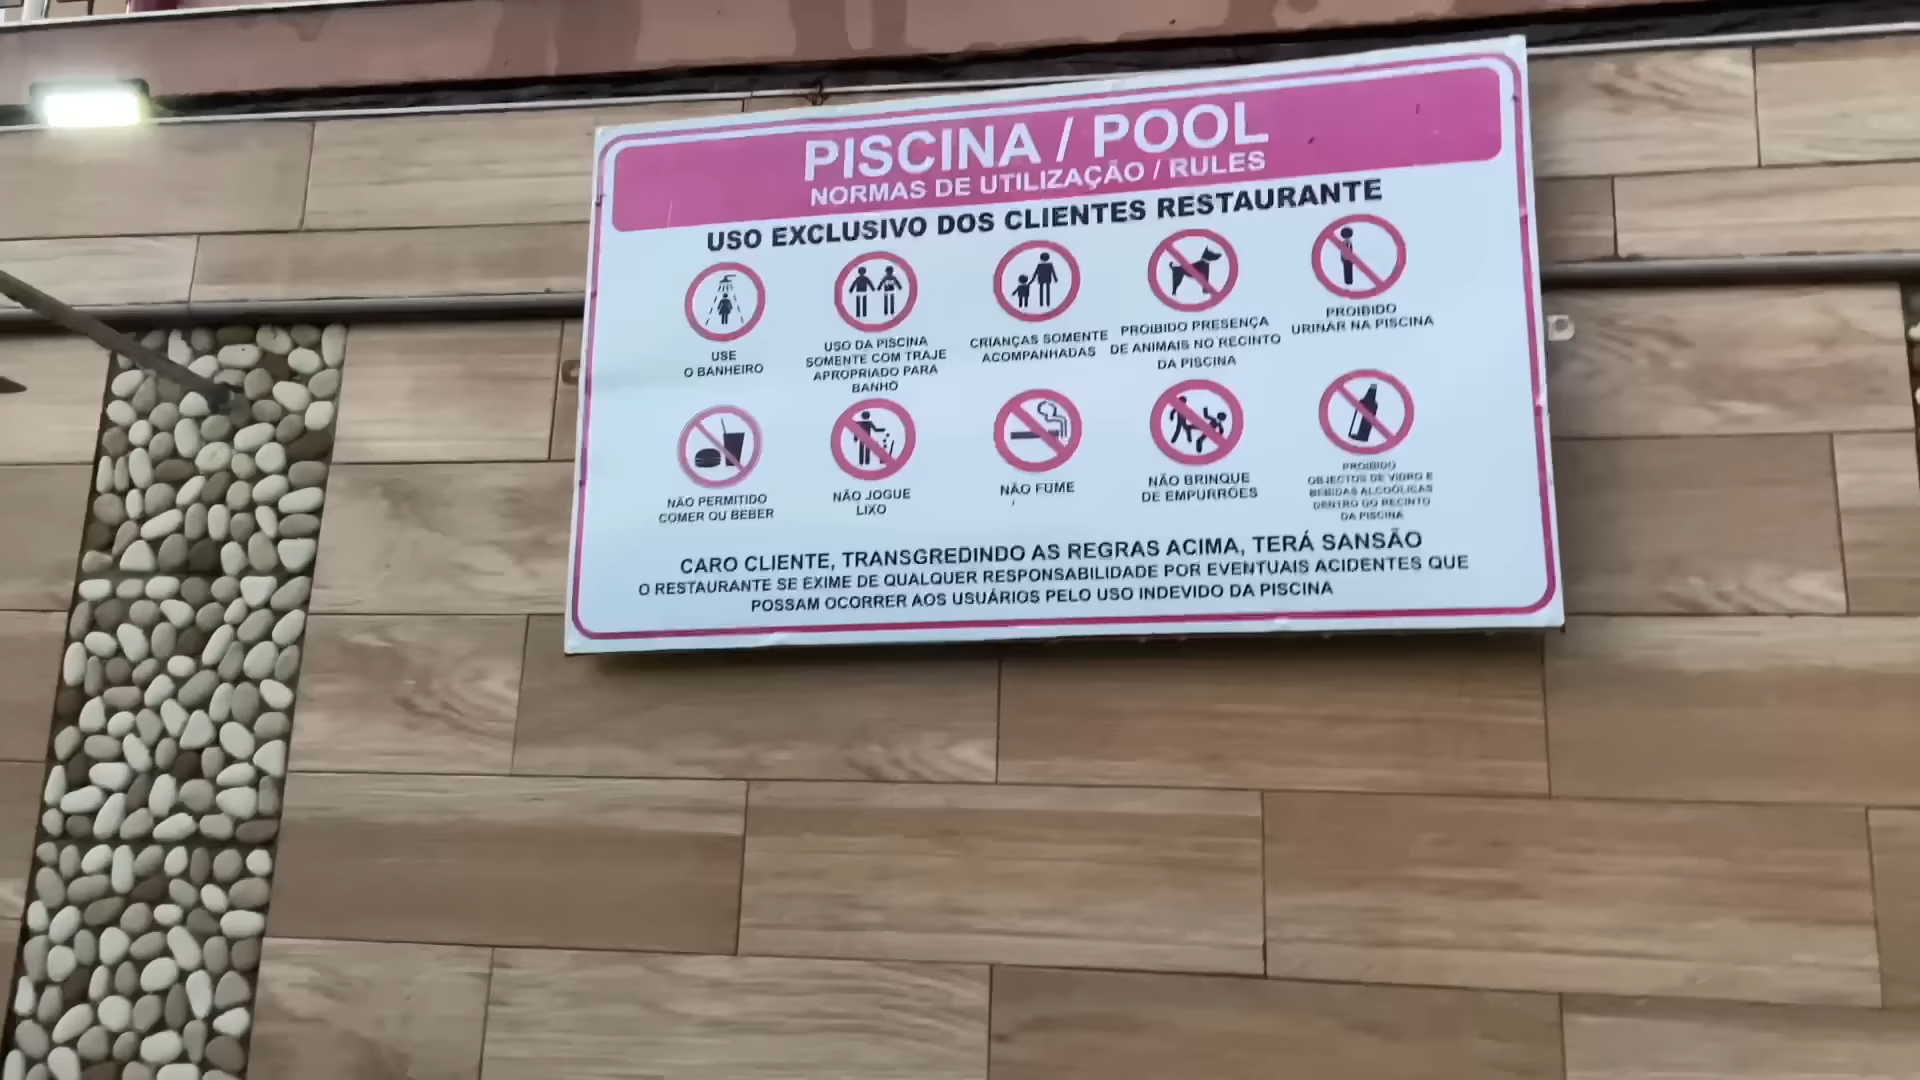 PISCINA / POOL
NORMAS DE UTILIZAÇÃO / RULES
USO EXCLUSIVO DOS CLIENTES RESTAURANTE
USE
O BANHEIRO
USO DA PISCINA
SOMENTE COM TRAJE
APROPRIADO PARA
BANHO
CRIANÇAS SOMENTE
ACOMPANHADAS
PROIBIDO PRESENÇA
DE ANIMAIS NO RECINTO
DA PISCINA
PROIBIDO
URINAR NA PISCINA
NÃO PERMITIDO
COMER OU BEBER
NÃO JOGUE
LIXO
NÃO FUME
NÃO BRINQUE
DE EMPURRÕES
PROIBIDO
OBJECTOS DE VIDRO E
BEBIDAS ALCOÓLICAS
DENTRO DO RECINTO
DA PISCINA
CARO CLIENTE, TRANSGREDINDO AS REGRAS ACIMA, TERÁ SANSÃO
O RESTAURANTE SE EXIME DE QUALQUER RESPONSABILIDADE POR EVENTUAIS ACIDENTES QUE
POSSAM OCORRER AOS USUÁRIOS PELO USO INDEVIDO DA PISCINA